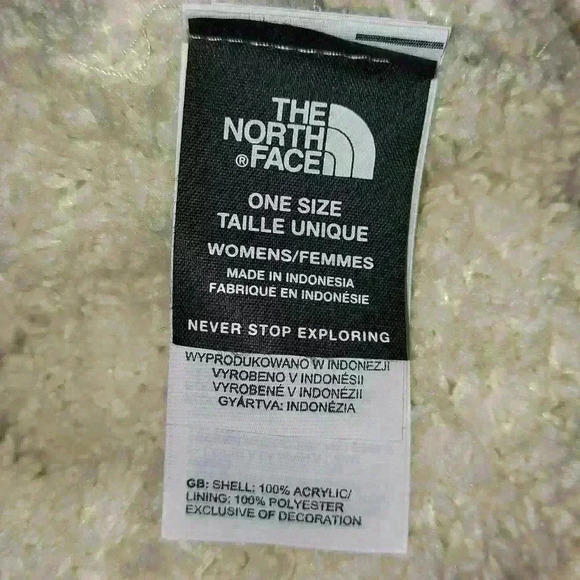 THE
NORTH
® FACE
ONE SIZE
TAILLE UNIQUE
WOMENS/FEMMES
MADE IN INDONESIA
FABRIQUÉ EN INDONÉSIE
NEVER STOP EXPLORING
WYPRODUKOWANO W INDONEZJI
VYROBENO V INDONÉSII
VYROBENÉ V INDONÉZII
GYÁRTVA: INDONÉZIA
GB: SHELL: 100% ACRYLIC/
LINING: 100% POLYESTER
EXCLUSIVE OF DECORATION